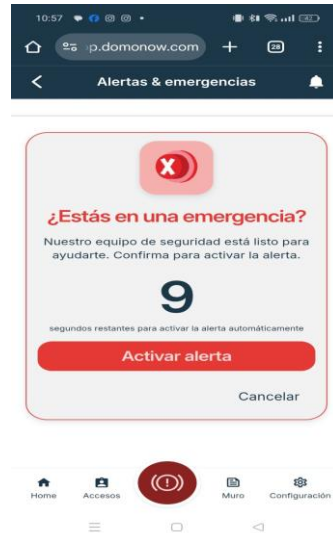 10:57
p.domonow.com
28
42
Alertas & emergencias
X
¿Estás en una emergencia?
Nuestro equipo de seguridad está listo para
ayudarte. Confirma para activar la alerta.
9
segundos restantes para activar la alerta automáticamente
Activar alerta
Cancelar
Home Accesos Muro Configuración